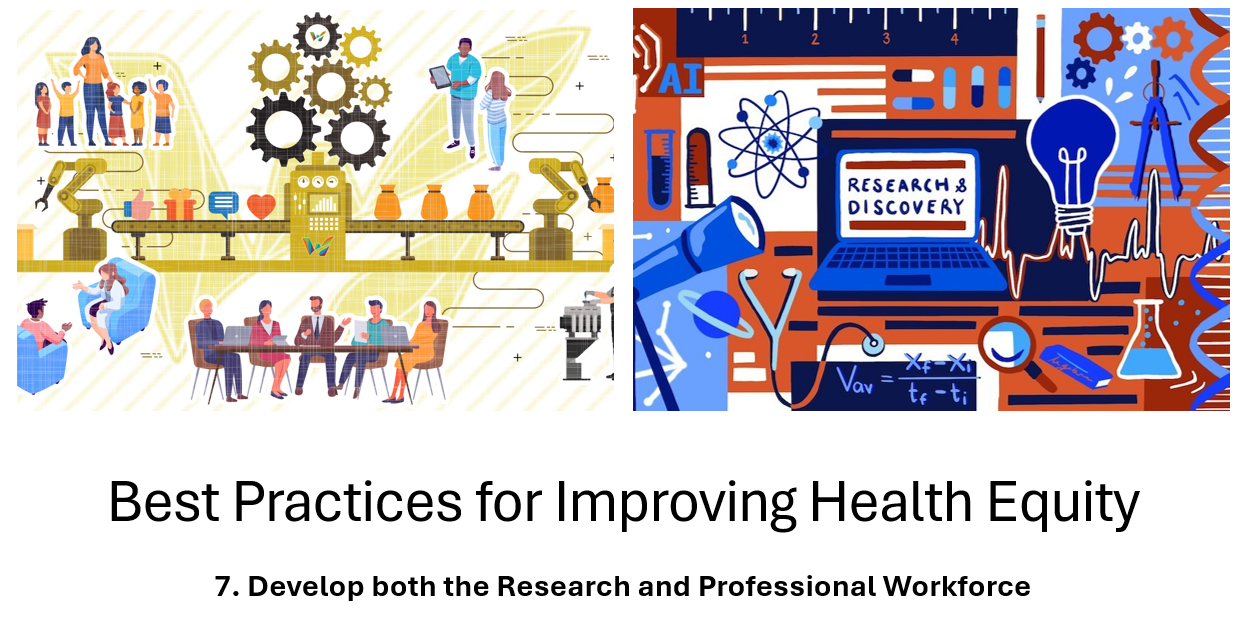 1 2 3 4
AI
RESEARCH &
DISCOVERY
Vav = xf-xi
tf-ti
Best Practices for Improving Health Equity
7. Develop both the Research and Professional Workforce